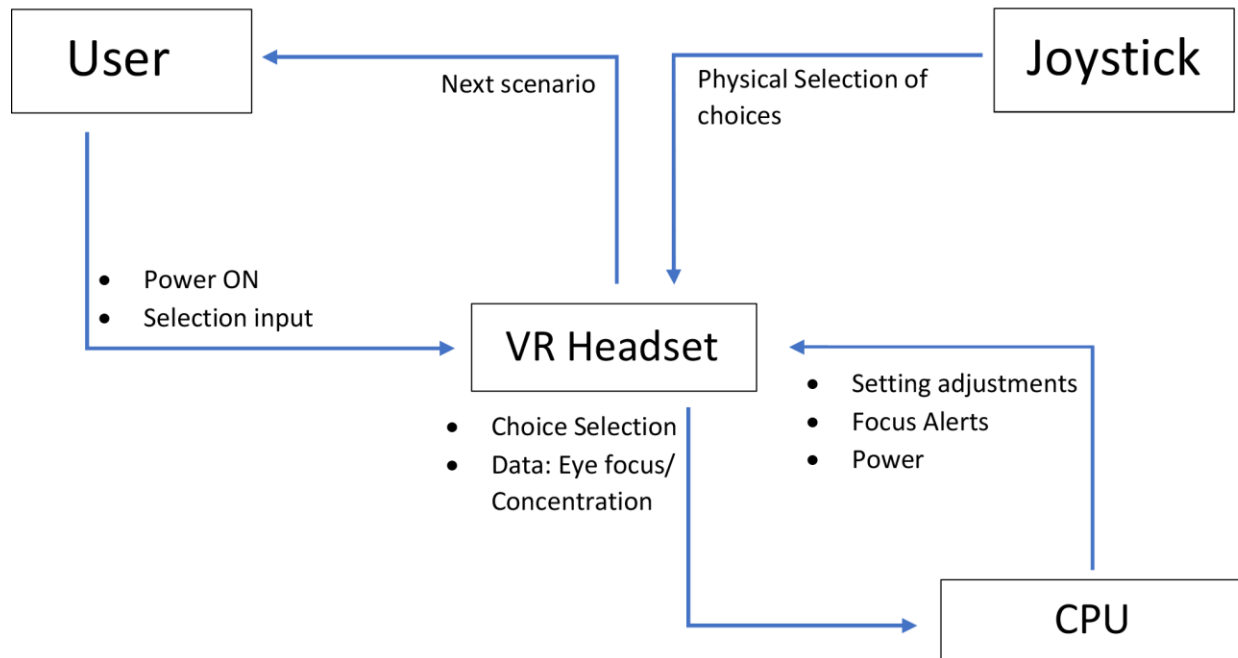 User
Joystick
Next scenario
Physical Selection of
choices
• Power ON
• Selection input
VR Headset
• Choice Selection
• Data: Eye focus/
Concentration
• Setting adjustments
• Focus Alerts
• Power
CPU